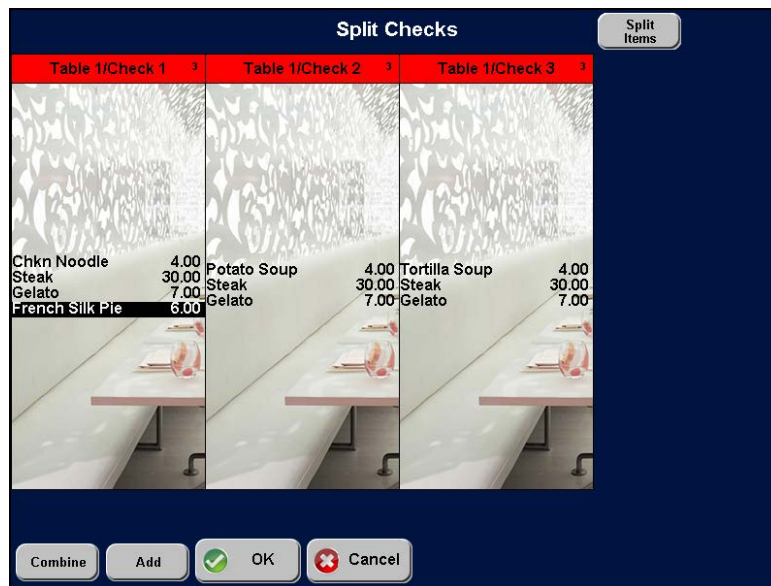 Split Checks
Split
Items
Table 1/Check 1 3
Table 1/Check 2 3
Table 1/Check 3 3
Chkn Noodle 4.00
Steak 30.00
Gelato 7.00
French Silk Pie 6.00
Potato Soup 4.00
Steak 30.00
Gelato 7.00
Tortilla Soup 4.00
Steak 30.00
Gelato 7.00
Combine
Add
OK
Cancel